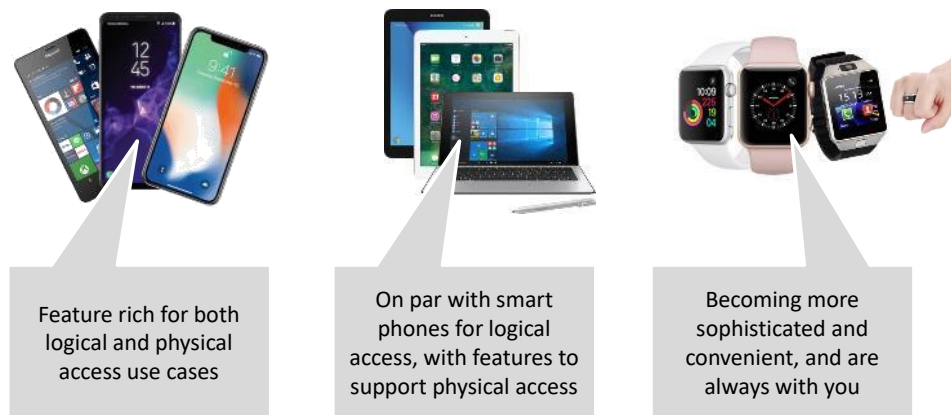 12
45
9:41
SAMSUNG
10:09
Feature rich for both
logical and physical
access use cases
On par with smart
phones for logical
access, with features to
support physical access
Becoming more
sophisticated and
convenient, and are
always with you